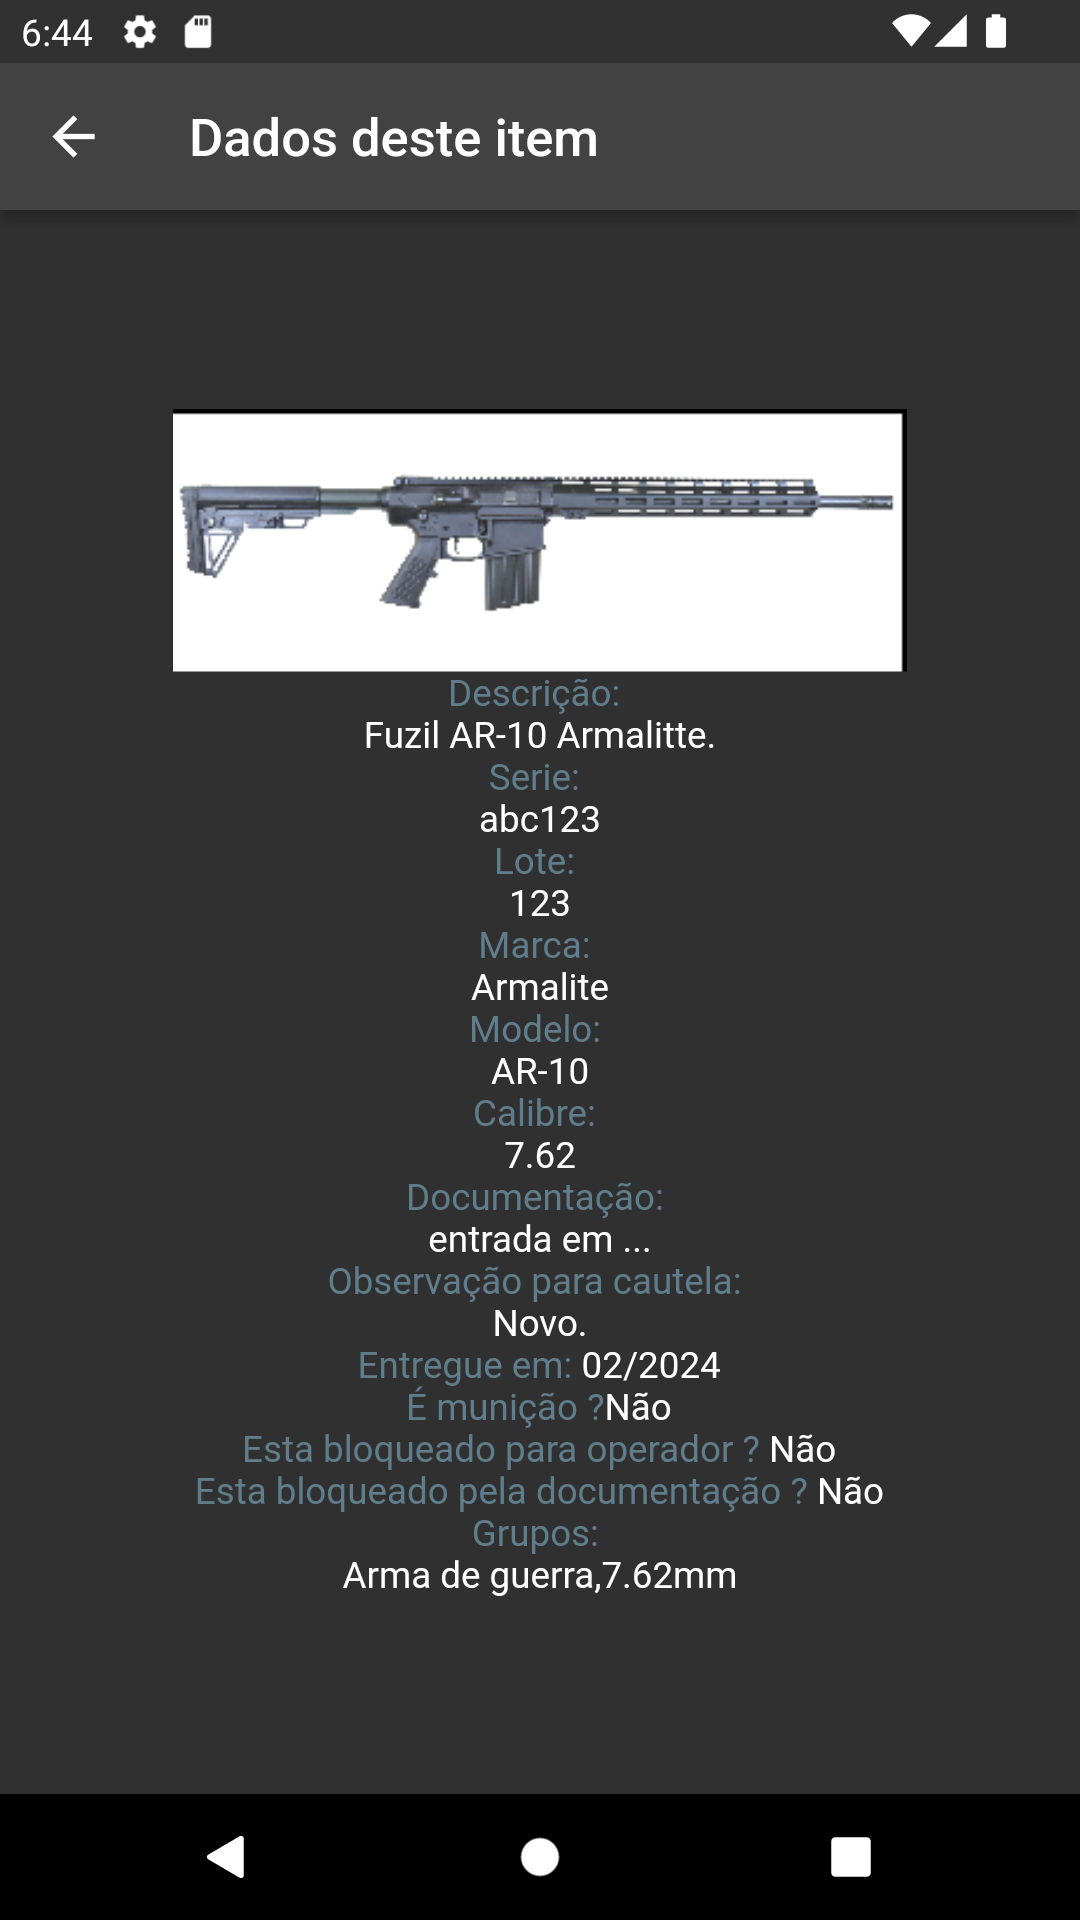 6:44
Dados deste item
Descrição:
Fuzil AR-10 Armalitte.
Serie:
abc123
Lote:
123
Marca:
Armalite
Modelo:
AR-10
Calibre:
7.62
Documentação:
entrada em ...
Observação para cautela:
Novo.
Entregue em: 02/2024
É munição ?Não
Esta bloqueado para operador ? Não
Esta bloqueado pela documentação ? Não
Grupos:
Arma de guerra,7.62mm